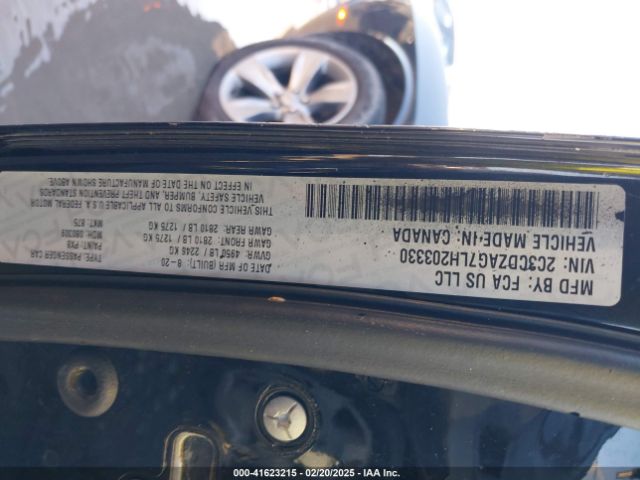 MFD BY: FCA US LLC
DATE OF MFR (BUILT): 8-20
GVWR: 4950 LB / 2245 KG
GAWR FRONT: 2810 LB / 1275 KG
GAWR REAR: 2810 LB / 1275 KG
THIS VEHICLE CONFORMS TO ALL APPLICABLE U.S.A. FEDERAL MOTOR
VEHICLE SAFETY, BUMPER, AND THEFT PREVENTION STANDARDS
IN EFFECT ON THE DATE OF MANUFACTURE SHOWN ABOVE.
VIN: 2C3CDZAG7LH203330
VEHICLE MADE IN: CANADA
TYPE: PASSENGER CAR
PAINT: PX8
000-41623215 - 02/20/2025 - IAA Inc.